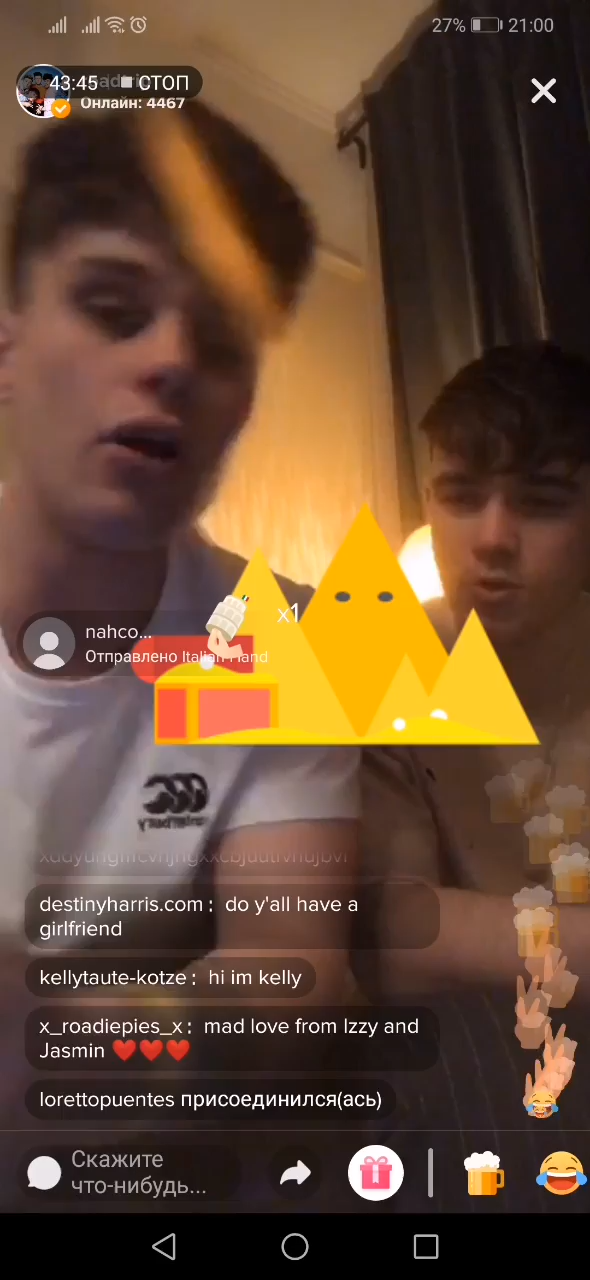 27% 21:00
43:45 СТОП
Онлайн: 4467
x1
nahco...
Отправлено Italian Hand
destinyharris.com : do y'all have a
girlfriend
kellytaute-kotze : hi im kelly
x_roadiepies_x : mad love from Izzy and
Jasmin ❤️❤️❤️
lorettopuentes присоединился(ась)
Скажите
что-нибудь...